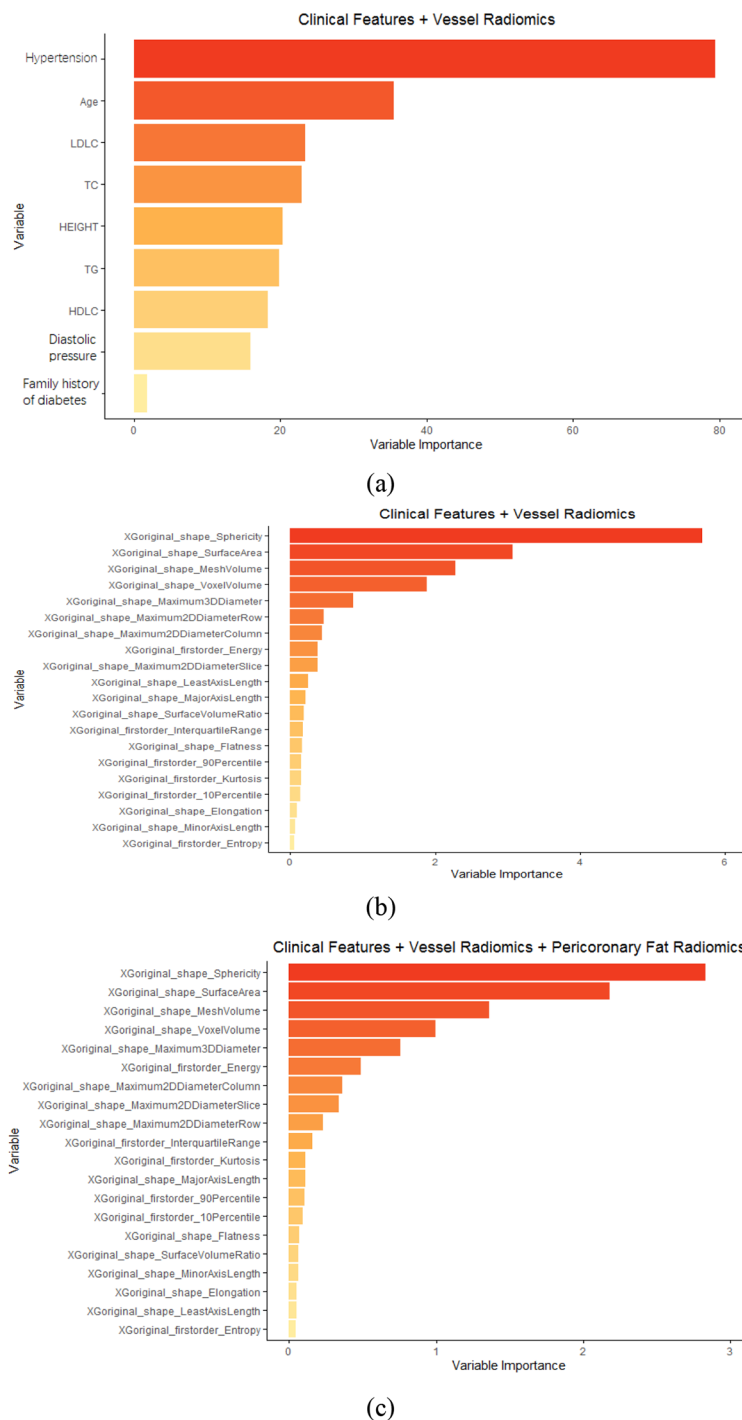 Clinical Features + Vessel Radiomics
Hypertension
Age
LDLC
TC
HEIGHT
TG
HDLC
Diastolic
pressure
Family history
of diabetes
Variable
0 20 40 60 80
Variable Importance
(a)
Clinical Features + Vessel Radiomics
XGoriginal_shape_Sphericity
XGoriginal_shape_SurfaceArea
XGoriginal_shape_MeshVolume
XGoriginal_shape_VoxelVolume
XGoriginal_shape_Maximum3DDiameter
XGoriginal_shape_Maximum2DDiameterRow
XGoriginal_shape_Maximum2DDiameterColumn
XGoriginal_firstorder_Energy
XGoriginal_shape_Maximum2DDiameterSlice
XGoriginal_shape_LeastAxisLength
XGoriginal_shape_MajorAxisLength
XGoriginal_shape_SurfaceVolumeRatio
XGoriginal_firstorder_InterquartileRange
XGoriginal_shape_Flatness
XGoriginal_firstorder_90Percentile
XGoriginal_firstorder_Kurtosis
XGoriginal_firstorder_10Percentile
XGoriginal_shape_Elongation
XGoriginal_shape_MinorAxisLength
XGoriginal_firstorder_Entropy
Variable
0 2 4 6
Variable Importance
(b)
Clinical Features + Vessel Radiomics + Pericoronary Fat Radiomics
XGoriginal_shape_Sphericity
XGoriginal_shape_SurfaceArea
XGoriginal_shape_MeshVolume
XGoriginal_shape_VoxelVolume
XGoriginal_shape_Maximum3DDiameter
XGoriginal_firstorder_Energy
XGoriginal_shape_Maximum2DDiameterColumn
XGoriginal_shape_Maximum2DDiameterSlice
XGoriginal_shape_Maximum2DDiameterRow
XGoriginal_firstorder_InterquartileRange
XGoriginal_firstorder_Kurtosis
XGoriginal_shape_MajorAxisLength
XGoriginal_firstorder_90Percentile
XGoriginal_firstorder_10Percentile
XGoriginal_shape_Flatness
XGoriginal_shape_SurfaceVolumeRatio
XGoriginal_shape_MinorAxisLength
XGoriginal_shape_Elongation
XGoriginal_shape_LeastAxisLength
XGoriginal_firstorder_Entropy
Variable
0 1 2 3
Variable Importance
(c)